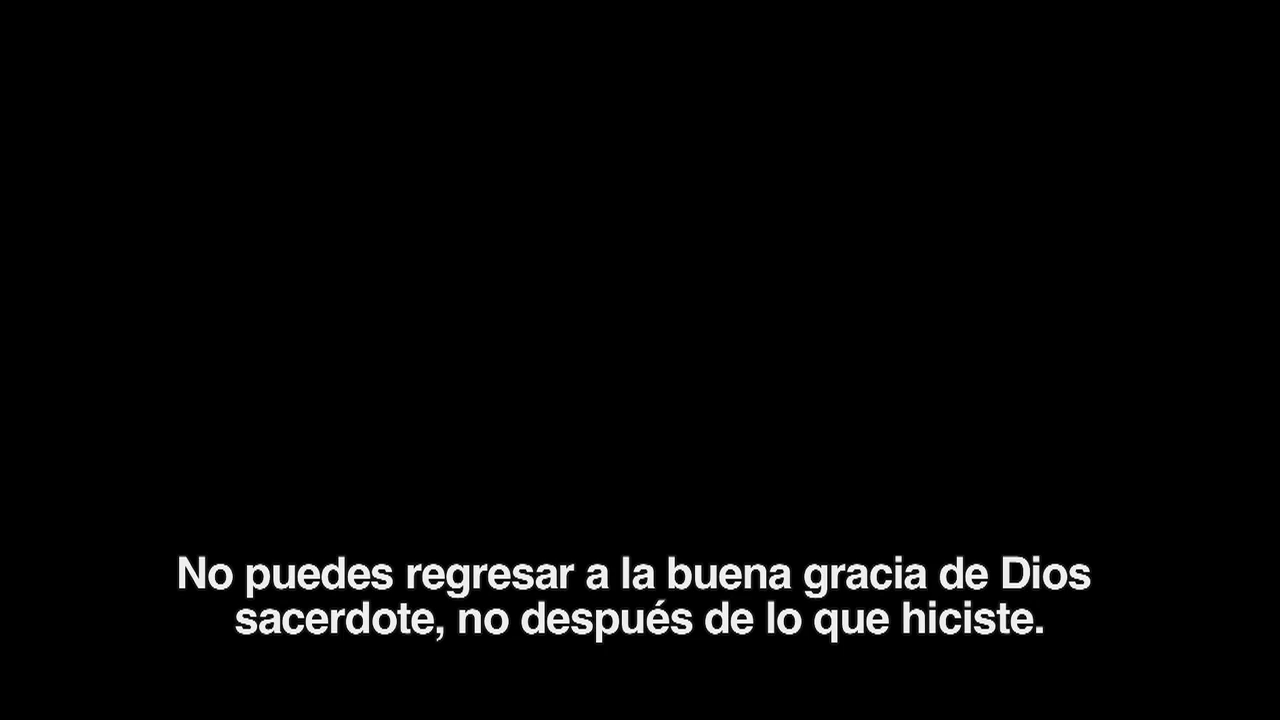 No puedes regresar a la buena gracia de Dios
sacerdote, no después de lo que hiciste.